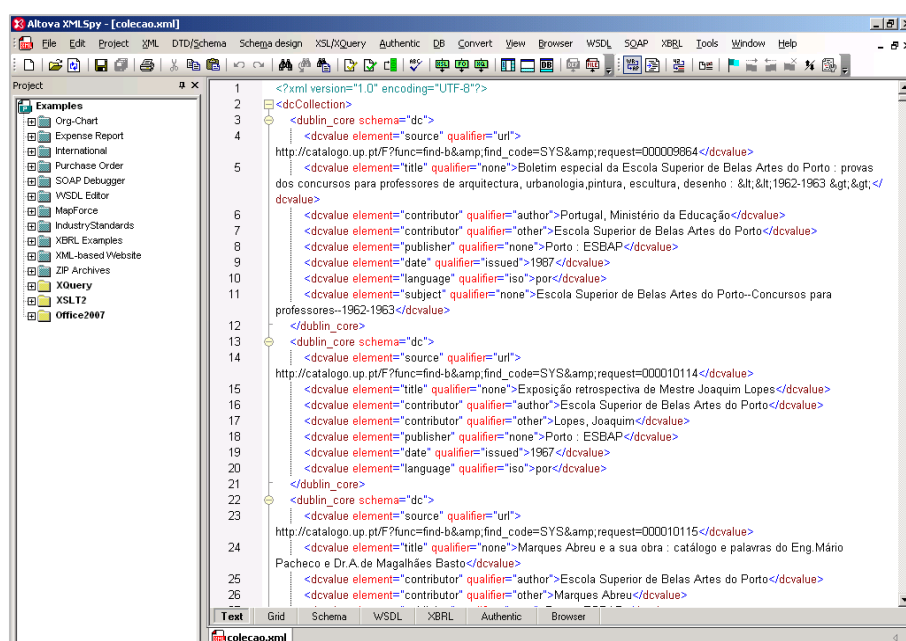 Altova XMLSpy - [colecao.xml]
File Edit Project XML DTD/Schema Schema design XSL/XQuery Authentic DB Convert View Browser WSDL SOAP XBRL Tools Window Help
Project
Examples
Org-Chart
Expense Report
International
Purchase Order
SOAP Debugger
WSDL Editor
MapForce
IndustryStandards
XBRL Examples
XML-based Website
ZIP Archives
XQuery
XSLT2
Office2007
1 <?xml version="1.0" encoding="UTF-8"?>
2 <dcCollection>
3 <dublin_core schema="dc">
4 <dcvalue element="source" qualifier="url">
http://catalogo.up.pt/F?func=find-b&amp;find_code=SYS&amp;request=000009864</dcvalue>
5 <dcvalue element="title" qualifier="none">Boletim especial da Escola Superior de Belas Artes do Porto : provas
dos concursos para professores de arquitectura, urbanologia,pintura, escultura, desenho : &lt;&lt;1962-1963 &gt;&gt;</
dcvalue>
6 <dcvalue element="contributor" qualifier="author">Portugal, Ministério da Educação</dcvalue>
7 <dcvalue element="contributor" qualifier="other">Escola Superior de Belas Artes do Porto</dcvalue>
8 <dcvalue element="publisher" qualifier="none">Porto : ESBAP</dcvalue>
9 <dcvalue element="date" qualifier="issued">1987</dcvalue>
10 <dcvalue element="language" qualifier="iso">por</dcvalue>
11 <dcvalue element="subject" qualifier="none">Escola Superior de Belas Artes do Porto--Concursos para
professores--1962-1963</dcvalue>
12 </dublin_core>
13 <dublin_core schema="dc">
14 <dcvalue element="source" qualifier="url">
http://catalogo.up.pt/F?func=find-b&amp;find_code=SYS&amp;request=000010114</dcvalue>
15 <dcvalue element="title" qualifier="none">Exposição retrospectiva de Mestre Joaquim Lopes</dcvalue>
16 <dcvalue element="contributor" qualifier="author">Escola Superior de Belas Artes do Porto</dcvalue>
17 <dcvalue element="contributor" qualifier="other">Lopes, Joaquim</dcvalue>
18 <dcvalue element="publisher" qualifier="none">Porto : ESBAP</dcvalue>
19 <dcvalue element="date" qualifier="issued">1967</dcvalue>
20 <dcvalue element="language" qualifier="iso">por</dcvalue>
21 </dublin_core>
22 <dublin_core schema="dc">
23 <dcvalue element="source" qualifier="url">
http://catalogo.up.pt/F?func=find-b&amp;find_code=SYS&amp;request=000010115</dcvalue>
24 <dcvalue element="title" qualifier="none">Marques Abreu e a sua obra : catálogo e palavras do Eng.Mário
Pacheco e Dr.A.de Magalhães Basto</dcvalue>
25 <dcvalue element="contributor" qualifier="author">Escola Superior de Belas Artes do Porto</dcvalue>
26 <dcvalue element="contributor" qualifier="other">Marques Abreu</dcvalue>
Text Grid Schema WSDL XBRL Authentic Browser
colecao.xml